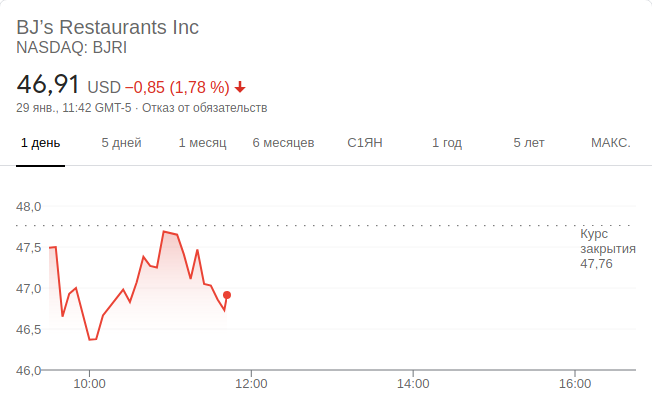 BJ’s Restaurants Inc
NASDAQ: BJRI
46,91 USD −0,85 (1,78 %)
29 янв., 11:42 GMT-5 · Отказ от обязательств
1 день 5 дней 1 месяц 6 месяцев С1ЯН 1 год 5 лет МАКС.
48,0
Курс
закрытия
47,76
47,5
47,0
46,5
46,0
10:00 12:00 14:00 16:00